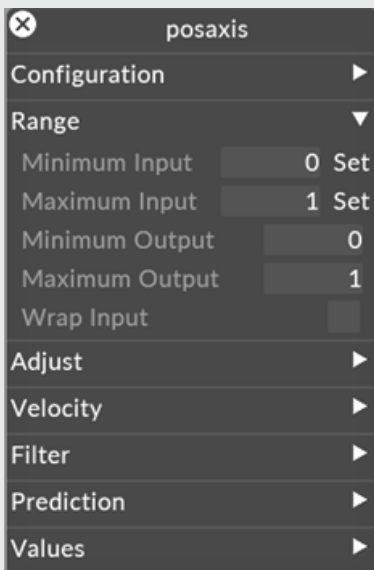 posaxis
Configuration
Range
Minimum Input 0 Set
Maximum Input 1 Set
Minimum Output 0
Maximum Output 1
Wrap Input
Adjust
Velocity
Filter
Prediction
Values